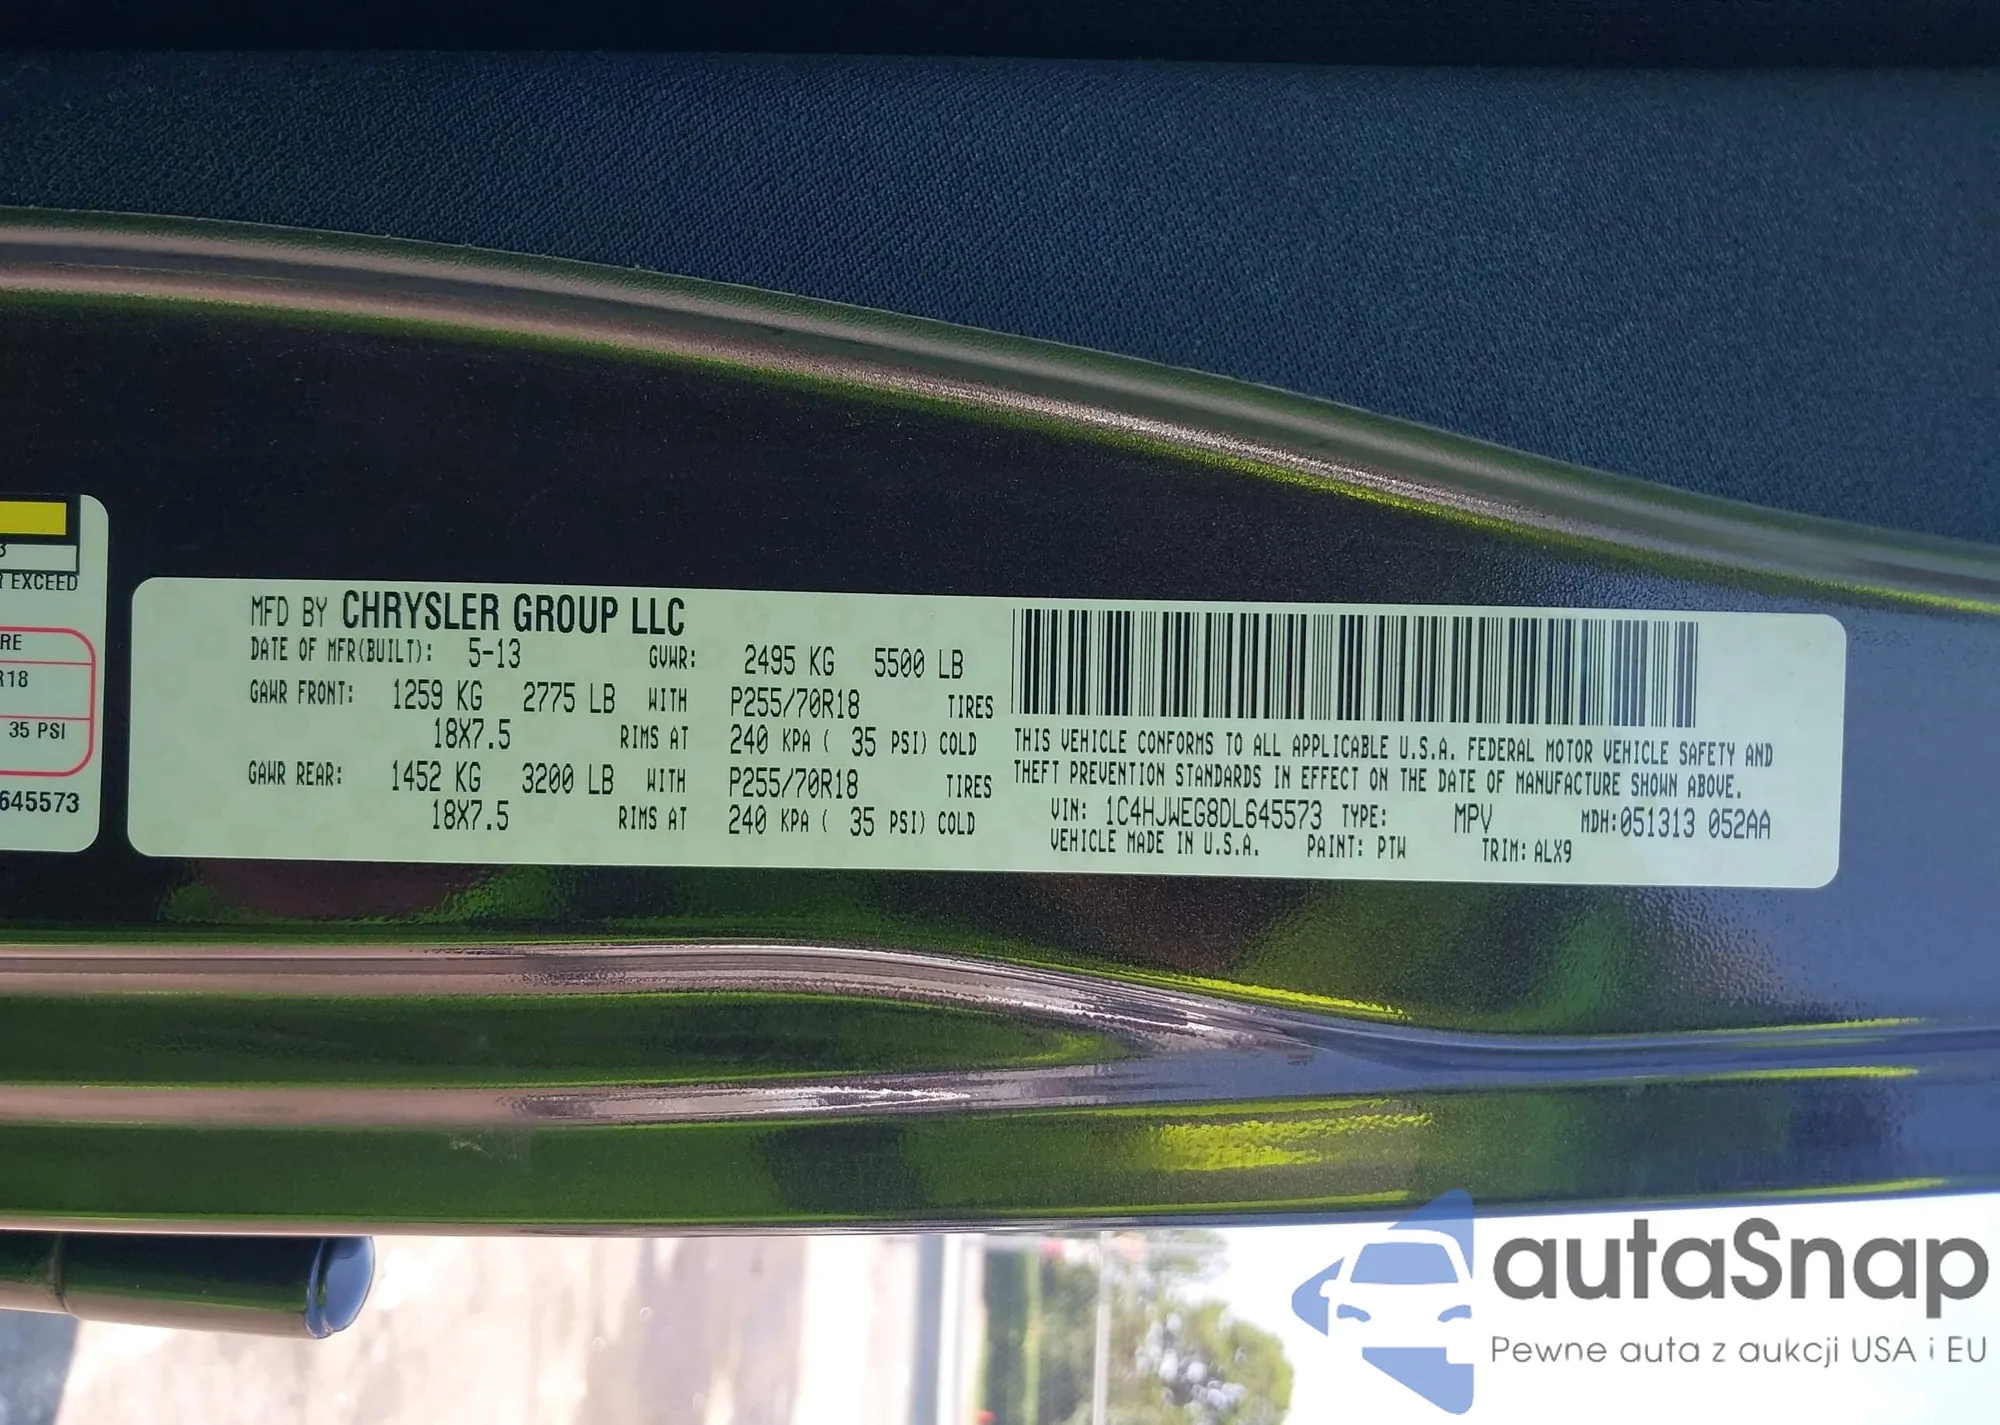 3
R EXCEED
RE
R18
35 PSI
645573
MFD BY CHRYSLER GROUP LLC
DATE OF MFR(BUILT): 5-13 GVWR: 2495 KG 5500 LB
GAWR FRONT: 1259 KG 2775 LB WITH P255/70R18 TIRES
18X7.5 RIMS AT 240 KPA ( 35 PSI) COLD
GAWR REAR: 1452 KG 3200 LB WITH P255/70R18 TIRES
18X7.5 RIMS AT 240 KPA ( 35 PSI) COLD
THIS VEHICLE CONFORMS TO ALL APPLICABLE U.S.A. FEDERAL MOTOR VEHICLE SAFETY AND
THEFT PREVENTION STANDARDS IN EFFECT ON THE DATE OF MANUFACTURE SHOWN ABOVE.
VIN: 1C4HJWEG8DL645573 TYPE: MPV MDH:051313 052AA
VEHICLE MADE IN U.S.A. PAINT: PTW TRIM: ALX9
autaSnap
Pewne auta z aukcji USA i EU